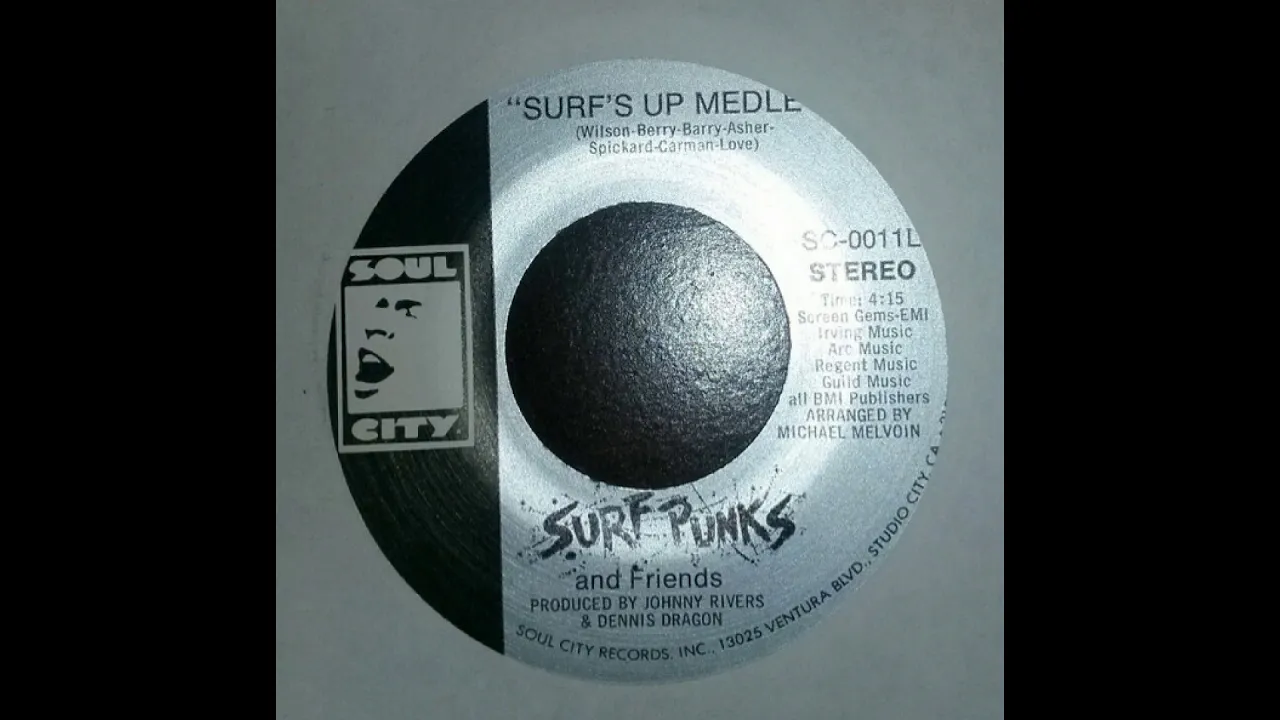 "SURF'S UP MEDLE
(Wilson-Berry-Barry-Asher-
Spickard-Carman-Love)
SC-0011L
STEREO
Time: 4:15
Screen Gems-EMI
Irving Music
Arc Music
Regent Music
Guild Music
all BMI Publishers
ARRANGED BY
MICHAEL MELVOIN
SOUL
CITY
SURF PUNKS
and Friends
PRODUCED BY JOHNNY RIVERS
& DENNIS DRAGON
SOUL CITY RECORDS, INC., 13025 VENTURA BLVD., STUDIO CITY, CA